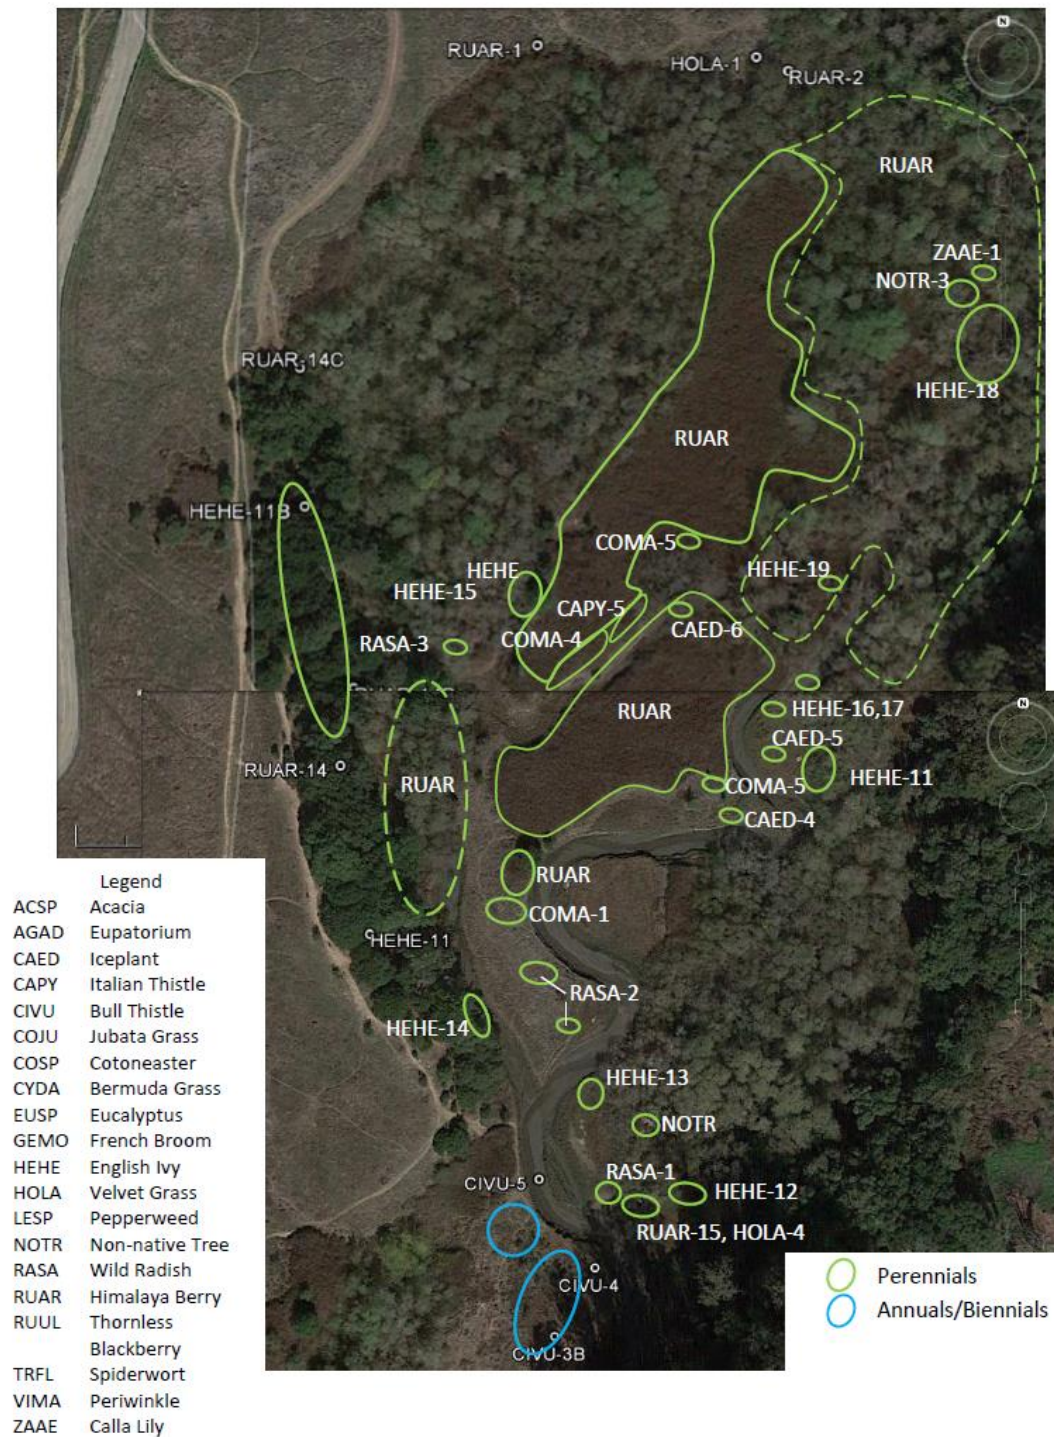 N
RUAR-1
HOLA-1
RUAR-2
RUAR
ZAAE-1
NOTR-3
HEHE-18
RUAR-14C
RUAR
HEHE-11B
COMA-5
HEHE
HEHE-19
HEHE-15
CAPY-5
COMA-4
CAED-6
RASA-3
N
RUAR
HEHE-16,17
CAED-5
RUAR-14
RUAR
HEHE-11
COMA-5
CAED-4
RUAR
COMA-1
HEHE-11
RASA-2
HEHE-14
HEHE-13
NOTR
RASA-1
CIVU-5
HEHE-12
RUAR-15, HOLA-4
CIVU-4
CIVU-3B
Legend
ACSP Acacia
AGAD Eupatorium
CAED Iceplant
CAPY Italian Thistle
CIVU Bull Thistle
COJU Jubata Grass
COSP Cotoneaster
CYDA Bermuda Grass
EUSP Eucalyptus
GEMO French Broom
HEHE English Ivy
HOLA Velvet Grass
LESP Pepperweed
NOTR Non-native Tree
RASA Wild Radish
RUAR Himalaya Berry
RUUL Thornless
Blackberry
TRFL Spiderwort
VIMA Periwinkle
ZAAE Calla Lily
Perennials
Annuals/Biennials